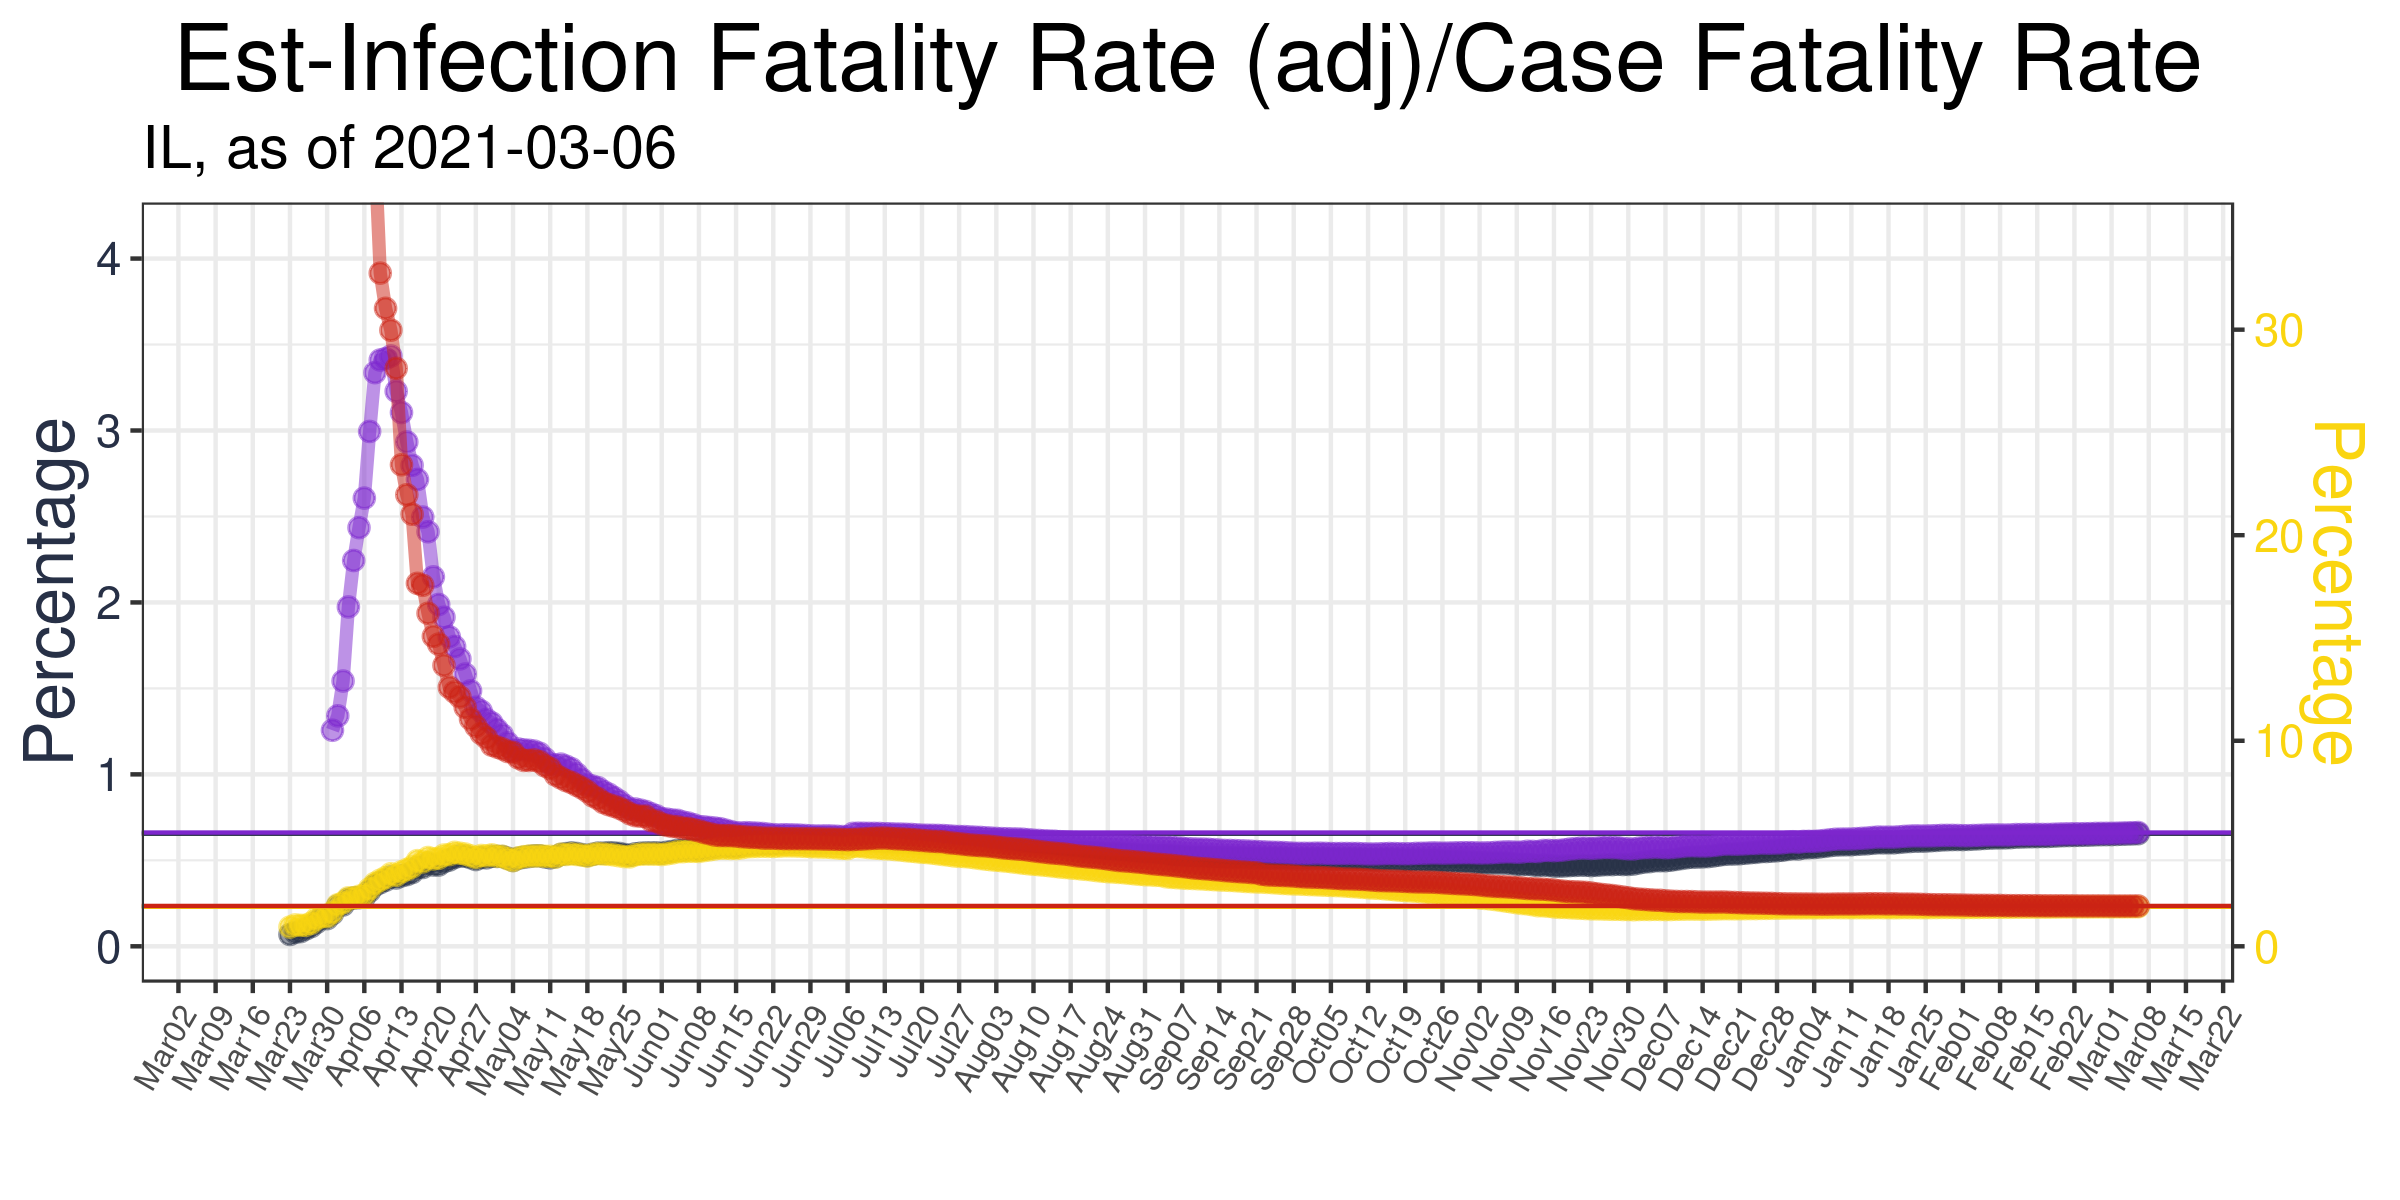 Est-Infection Fatality Rate (adj)/Case Fatality Rate
IL, as of 2021-03-06
Percentage
4
3
2
1
0
30
20
10
0
Percentage
Mar02
Mar09
Mar16
Mar23
Mar30
Apr06
Apr13
Apr20
Apr27
May04
May11
May18
May25
Jun01
Jun08
Jun15
Jun22
Jun29
Jul06
Jul13
Jul20
Jul27
Aug03
Aug10
Aug17
Aug24
Aug31
Sep07
Sep14
Sep21
Sep28
Oct05
Oct12
Oct19
Oct26
Nov02
Nov09
Nov16
Nov23
Nov30
Dec07
Dec14
Dec21
Dec28
Dec04
Jan11
Jan18
Jan25
Feb01
Feb08
Feb15
Feb22
Mar01
Mar08
Mar15
Mar22